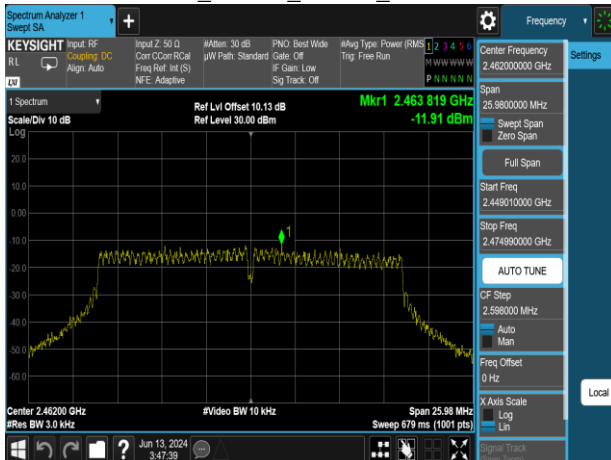 Spectrum Analyzer 1
Swept SA
+
Frequency
KEYSIGHT
RL
LXI
Input: RF
Coupling: DC
Align: Auto
Input Z: 50 Ω
Corr CCorr RCal
Freq Ref: Int (S)
NFE: Adaptive
#Atten: 30 dB
µW Path: Standard
PNO: Best Wide
Gate: Off
IF Gain: Low
Sig Track: Off
#Avg Type: Power (RMS
Trig: Free Run
1 2 3 4 5 6
M W W W W W
P N N N N N
Center Frequency
2.462000000 GHz
Settings
1 Spectrum
Scale/Div 10 dB
Ref Lvl Offset 10.13 dB
Ref Level 30.00 dBm
Mkr1 2.463 819 GHz
-11.91 dBm
Span
25.9800000 MHz
Swept Span
Zero Span
Full Span
Start Freq
2.449010000 GHz
Stop Freq
2.474990000 GHz
AUTO TUNE
CF Step
2.598000 MHz
Auto
Man
Freq Offset
0 Hz
X Axis Scale
Log
Lin
Signal Track
Local
Log
20.0
10.0
0.00
-10.0
-20.0
-30.0
-40.0
-50.0
-60.0
1
Center 2.46200 GHz
#Res BW 3.0 kHz
#Video BW 10 kHz
Span 25.98 MHz
Sweep 679 ms (1001 pts)
?
Jun 13, 2024
3:47:39